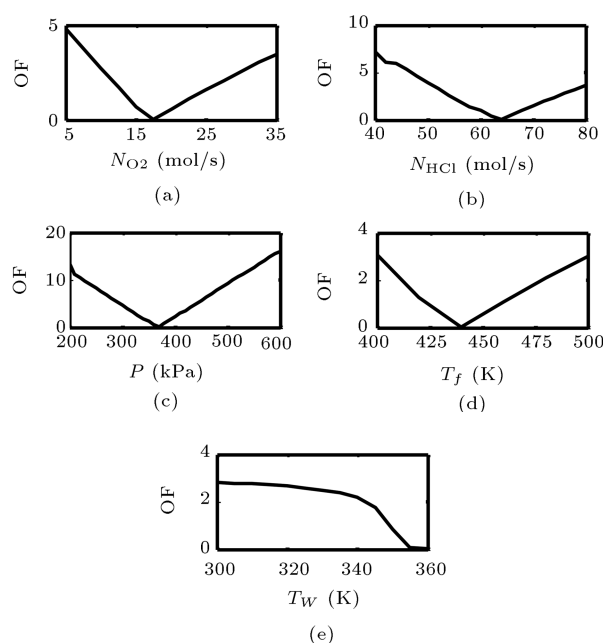 5
OF
0
5 15 25 35
N_O2 (mol/s)
(a)
10
5
OF
0
40 50 60 70 80
N_HCl (mol/s)
(b)
20
10
OF
0
200 300 400 500 600
P (kPa)
(c)
4
2
OF
0
400 425 450 475 500
T_f (K)
(d)
4
2
OF
0
300 320 340 360
T_W (K)
(e)